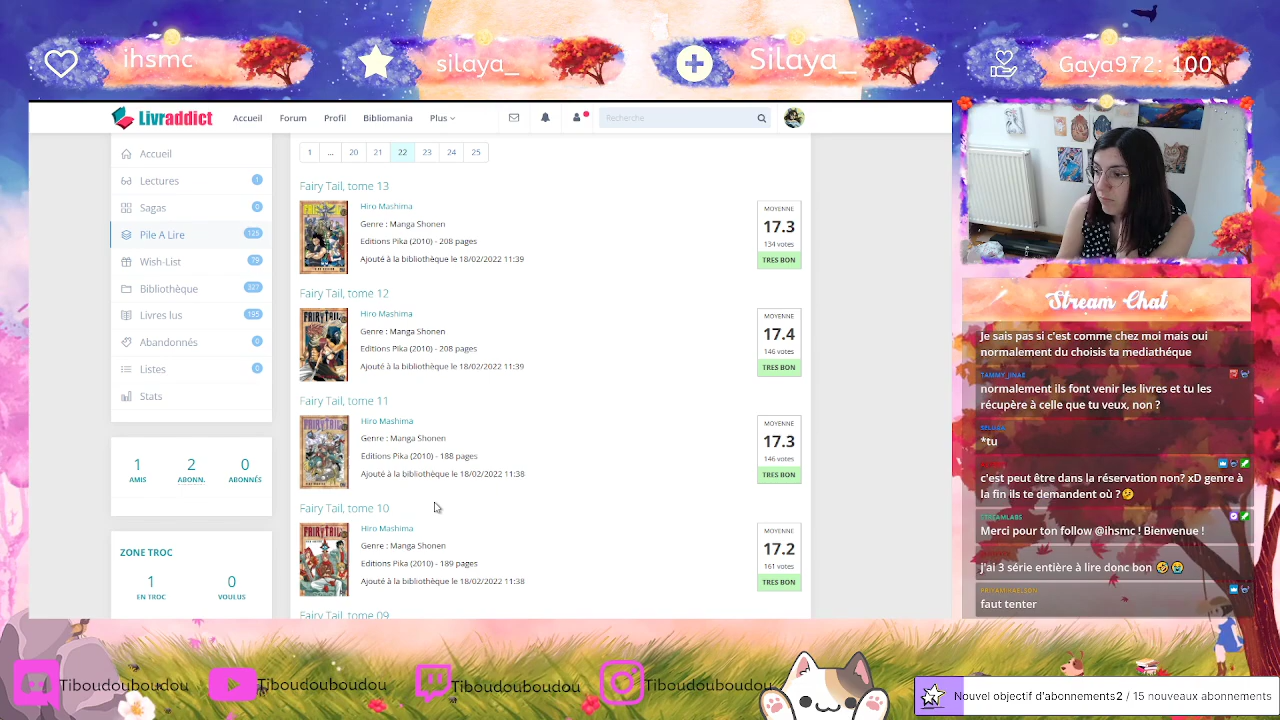 ihsmc
silaya_
Silaya_
Gaya972: 100
Livraddict
Accueil
Forum
Profil
Bibliomania
Plus
Recherche
Accueil
Lectures 1
Sagas 0
Pile A Lire 125
Wish-List 79
Bibliothèque 327
Livres lus 195
Abandonnés 0
Listes 0
Stats
1 2 0
AMIS ABONN. ABONNÉS
ZONE TROC
1 0
EN TROC VOULUS
1 ... 20 21 22 23 24 25
Fairy Tail, tome 13
Hiro Mashima
Genre : Manga Shonen
Editions Pika (2010) - 208 pages
Ajouté à la bibliothèque le 18/02/2022 11:39
MOYENNE
17.3
134 votes
TRES BON
Fairy Tail, tome 12
Hiro Mashima
Genre : Manga Shonen
Editions Pika (2010) - 208 pages
Ajouté à la bibliothèque le 18/02/2022 11:39
MOYENNE
17.4
146 votes
TRES BON
Fairy Tail, tome 11
Hiro Mashima
Genre : Manga Shonen
Editions Pika (2010) - 188 pages
Ajouté à la bibliothèque le 18/02/2022 11:38
MOYENNE
17.3
146 votes
TRES BON
Fairy Tail, tome 10
Hiro Mashima
Genre : Manga Shonen
Editions Pika (2010) - 189 pages
Ajouté à la bibliothèque le 18/02/2022 11:38
MOYENNE
17.2
161 votes
TRES BON
Fairy Tail, tome 09
Stream Chat
Je sais pas si c'est comme chez moi mais oui
normalement du choisis ta mediathéque
TAMMY_JINAE
normalement ils font venir les livres et tu les
récupère à celle que tu veux, non ?
*tu
c'est peut être dans la réservation non? xD genre à
la fin ils te demandent où ?
STREAMLABS
Merci pour ton follow @ihsmc ! Bienvenue !
j'ai 3 série entière à lire donc bon
PRIYAMIHAELSON
faut tenter
Tiboudouboudou
Tiboudouboudou
Tiboudouboudou
Tiboudouboudou
Nouvel objectif d'abonnements2 / 15 nouveaux abonnements